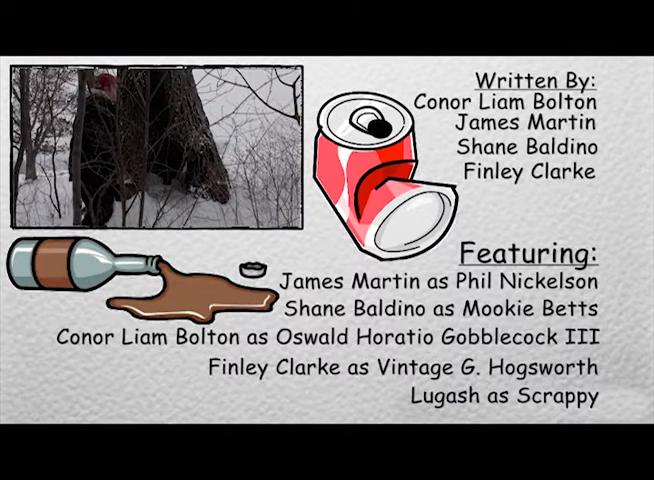 Written By:
Conor Liam Bolton
James Martin
Shane Baldino
Finley Clarke
Featuring:
James Martin as Phil Nickelson
Shane Baldino as Mookie Betts
Conor Liam Bolton as Oswald Horatio Gobblecock III
Finley Clarke as Vintage G. Hogsworth
Lugash as Scrappy